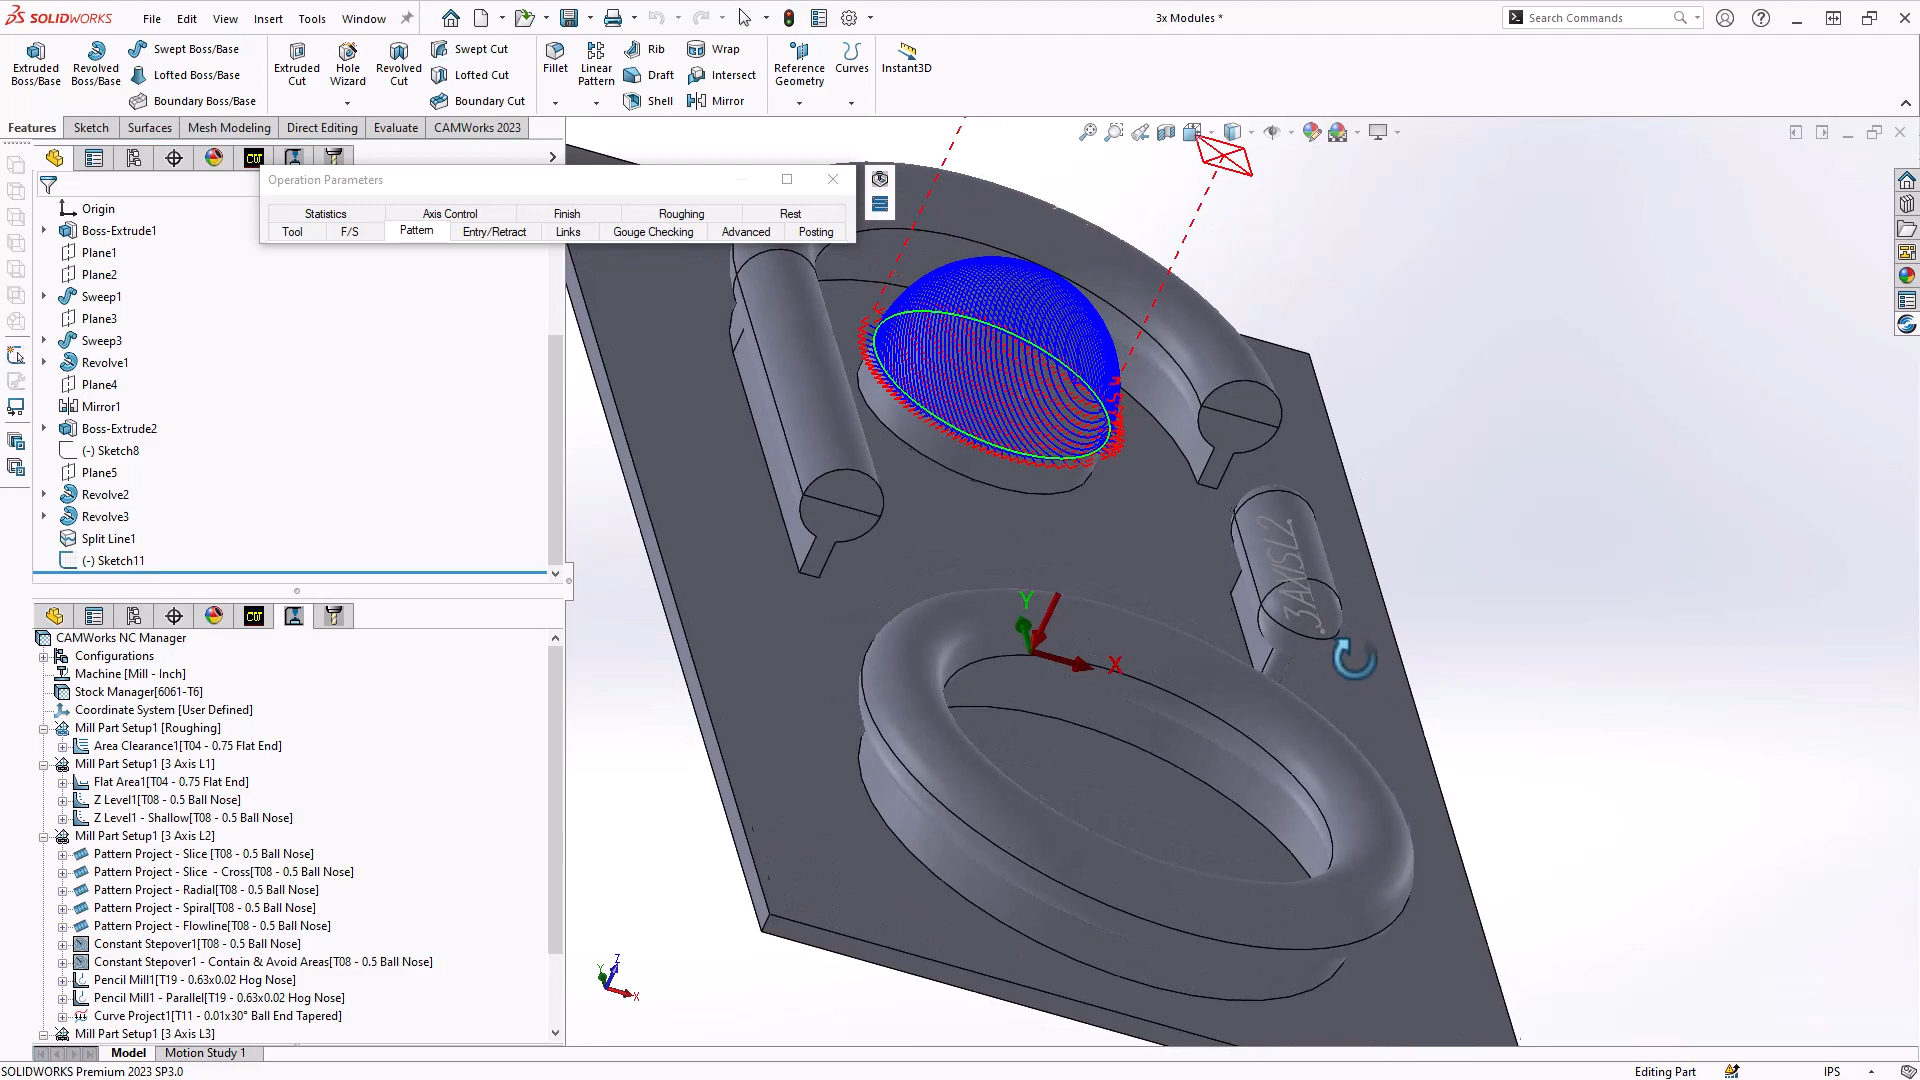 SOLIDWORKS File Edit View Insert Tools Window 3x Modules * Search Commands
Extruded Boss/Base Revolved Boss/Base Swept Boss/Base Lofted Boss/Base Boundary Boss/Base Extruded Cut Hole Wizard Revolved Cut Swept Cut Lofted Cut Boundary Cut Fillet Linear Pattern Rib Draft Shell Wrap Intersect Mirror Reference Geometry Curves Instant3D
Features Sketch Surfaces Mesh Modeling Direct Editing Evaluate CAMWorks 2023
Operation Parameters
Statistics Axis Control Finish Roughing Rest
Tool F/S Pattern Entry/Retract Links Gouge Checking Advanced Posting
Origin
Boss-Extrude1
Plane1
Plane2
Sweep1
Plane3
Sweep3
Revolve1
Plane4
Mirror1
Boss-Extrude2
(-) Sketch8
Plane5
Revolve2
Revolve3
Split Line1
(-) Sketch11
.3AXISL2.
Y
X
CAMWorks NC Manager
Configurations
Machine [Mill - Inch]
Stock Manager[6061-T6]
Coordinate System [User Defined]
Mill Part Setup1 [Roughing]
Area Clearance1[T04 - 0.75 Flat End]
Mill Part Setup1 [3 Axis L1]
Flat Area1[T04 - 0.75 Flat End]
Z Level1[T08 - 0.5 Ball Nose]
Z Level1 - Shallow[T08 - 0.5 Ball Nose]
Mill Part Setup1 [3 Axis L2]
Pattern Project - Slice [T08 - 0.5 Ball Nose]
Pattern Project - Slice  - Cross[T08 - 0.5 Ball Nose]
Pattern Project - Radial[T08 - 0.5 Ball Nose]
Pattern Project - Spiral[T08 - 0.5 Ball Nose]
Pattern Project - Flowline[T08 - 0.5 Ball Nose]
Constant Stepover1[T08 - 0.5 Ball Nose]
Constant Stepover1 - Contain & Avoid Areas[T08 - 0.5 Ball Nose]
Pencil Mill1[T19 - 0.63x0.02 Hog Nose]
Pencil Mill1 - Parallel[T19 - 0.63x0.02 Hog Nose]
Curve Project1[T11 - 0.01x30° Ball End Tapered]
Mill Part Setup1 [3 Axis L3]
Z
Y
X
Model Motion Study 1
SOLIDWORKS Premium 2023 SP3.0 Editing Part IPS